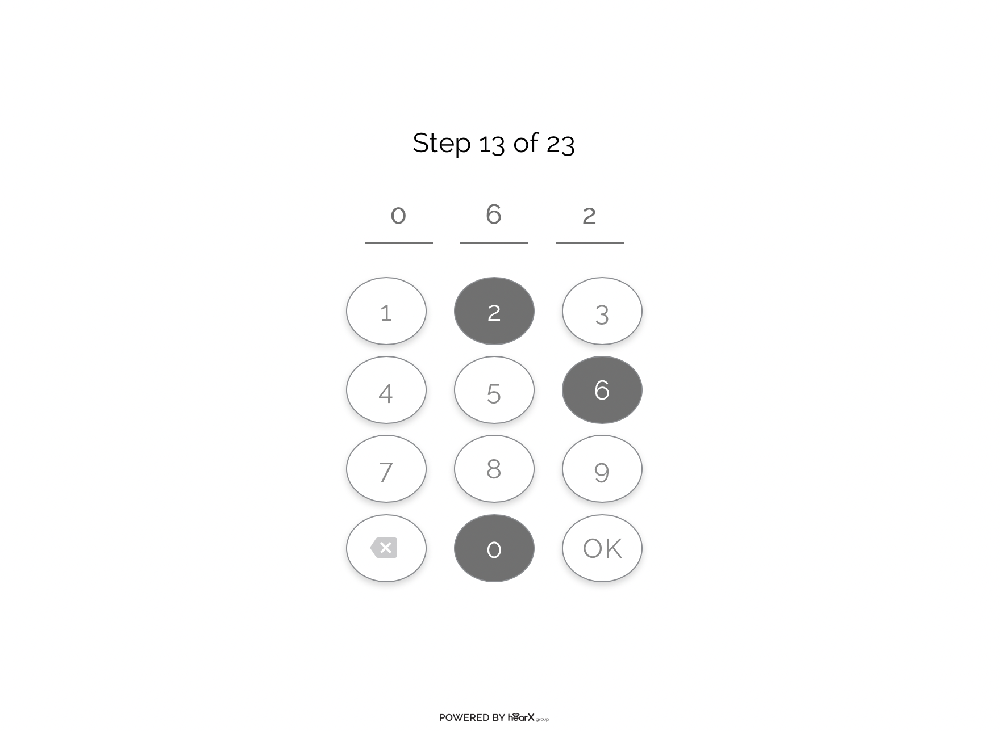 Step 13 of 23
0 6 2
1 2 3
4 5 6
7 8 9
0 OK
POWERED BY hearX group